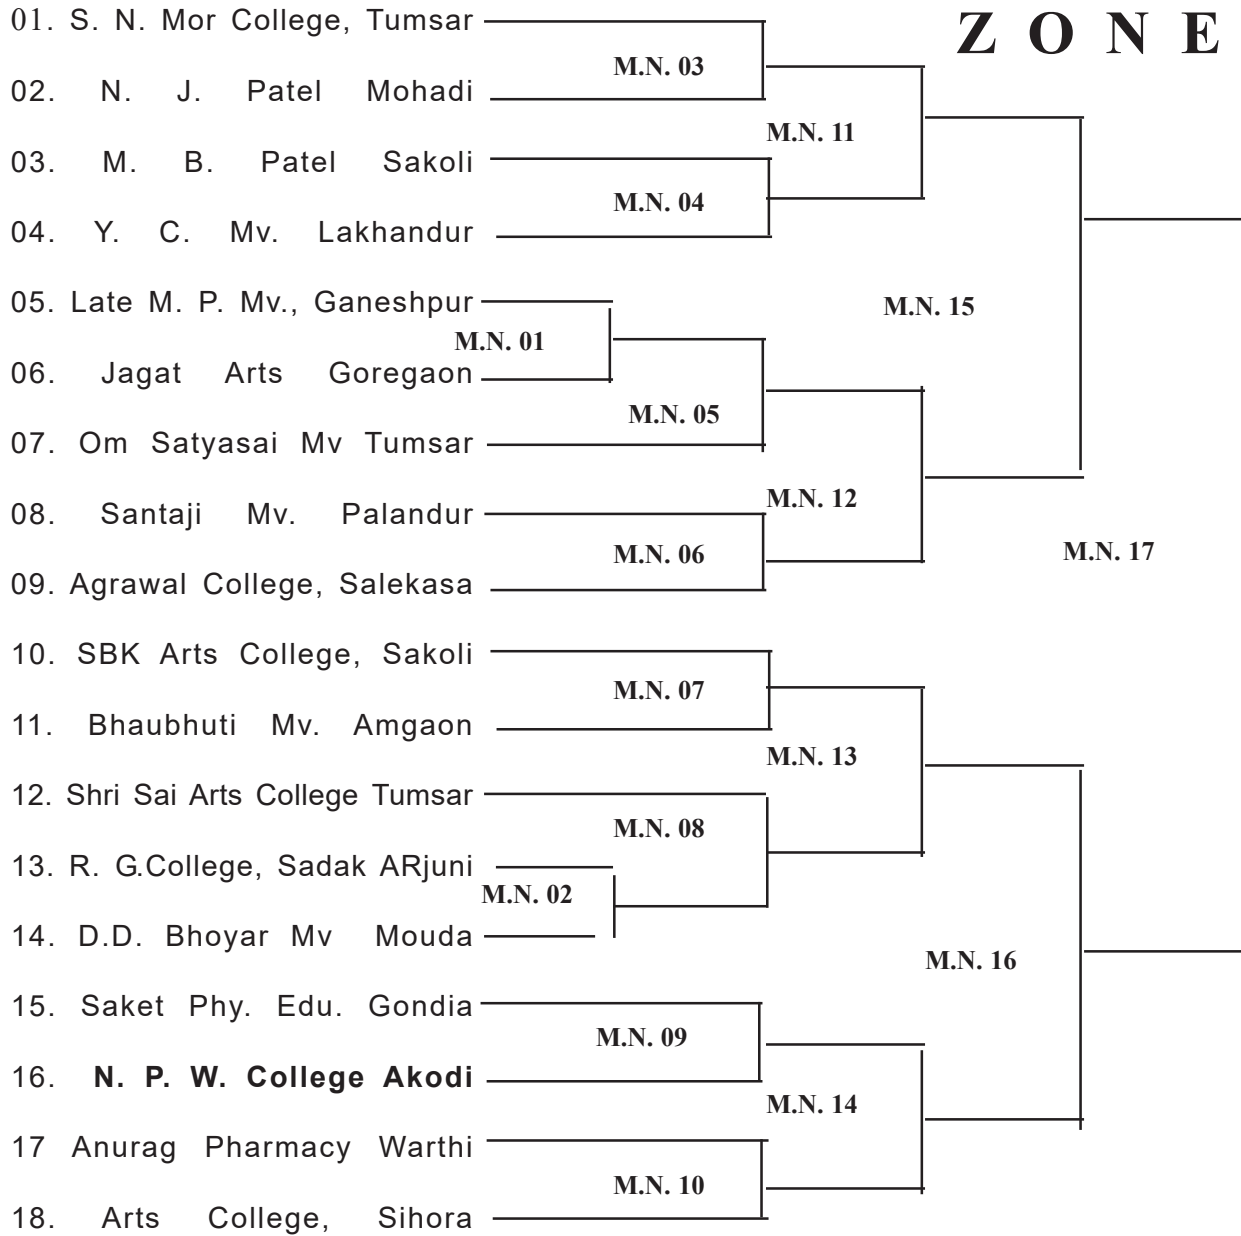 01. S. N. Mor College, Tumsar
Z O N E
M.N. 03
02. N. J. Patel Mohadi
M.N. 11
03. M. B. Patel Sakoli
M.N. 04
04. Y. C. Mv. Lakhandur
05. Late M. P. Mv., Ganeshpur
M.N. 15
M.N. 01
06. Jagat Arts Goregaon
M.N. 05
07. Om Satyasai Mv Tumsar
M.N. 12
08. Santaji Mv. Palandur
M.N. 06
M.N. 17
09. Agrawal College, Salekasa
10. SBK Arts College, Sakoli
M.N. 07
11. Bhaubhuti Mv. Amgaon
M.N. 13
12. Shri Sai Arts College Tumsar
M.N. 08
13. R. G.College, Sadak ARjuni
M.N. 02
14. D.D. Bhoyar Mv Mouda
M.N. 16
15. Saket Phy. Edu. Gondia
M.N. 09
16. N. P. W. College Akodi
M.N. 14
17 Anurag Pharmacy Warthi
M.N. 10
18. Arts College, Sihora